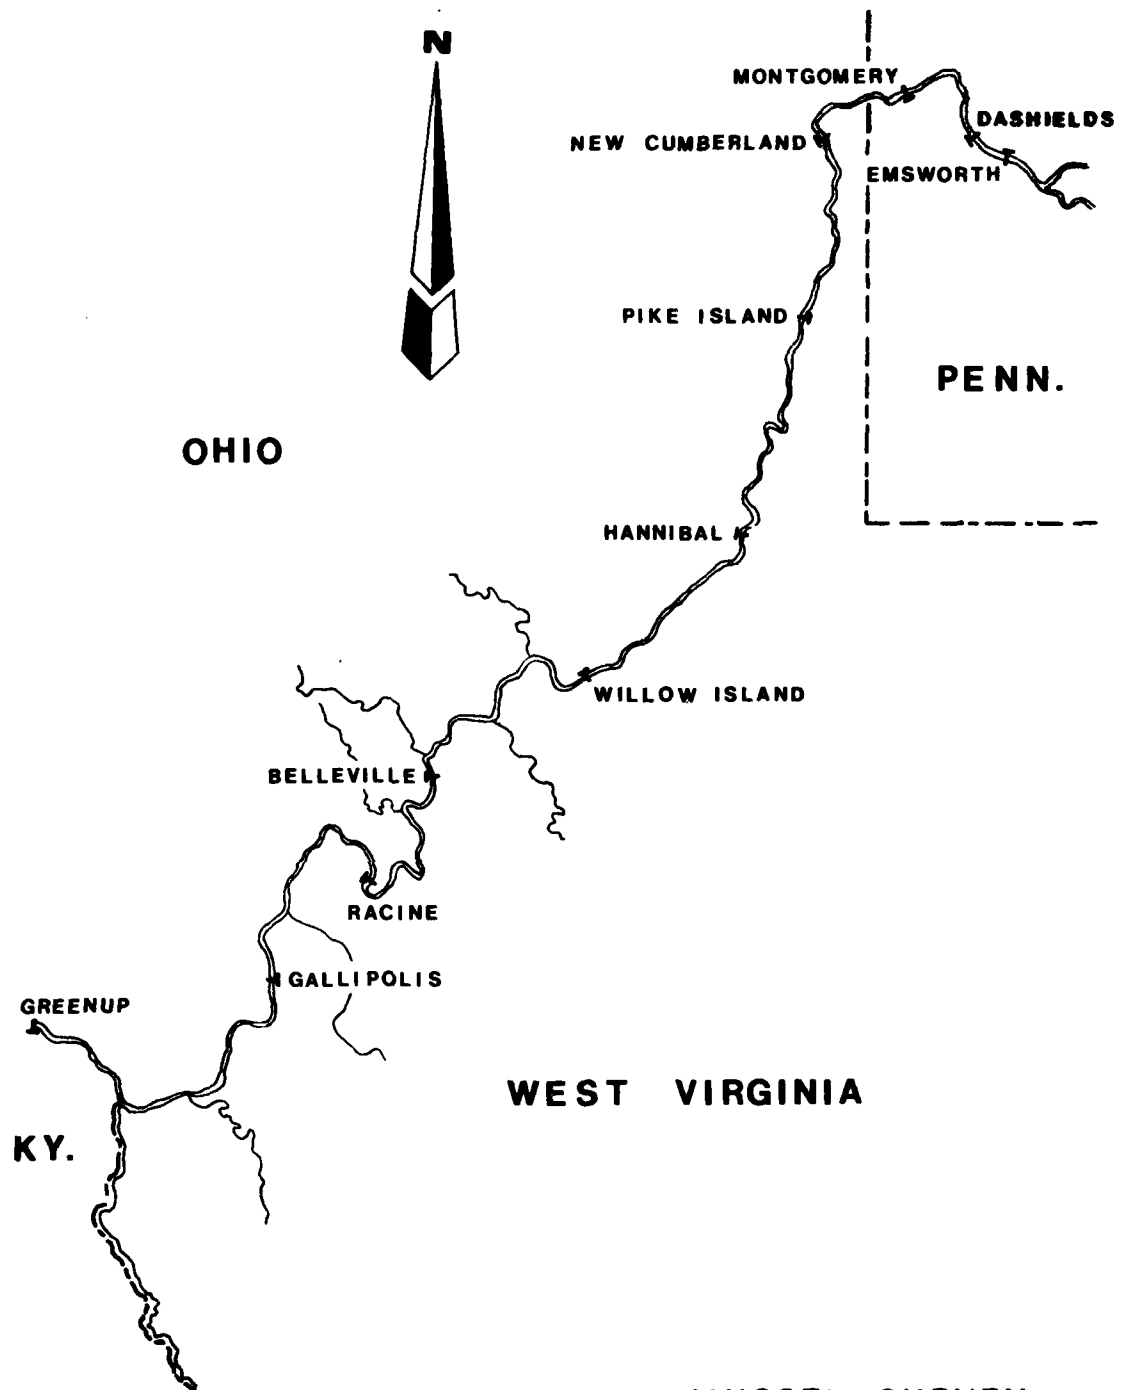 N
MONTGOMERY
DASHIELDS
NEW CUMBERLAND
EMSWORTH
PIKE ISLAND
PENN.
OHIO
HANNIBAL
WILLOW ISLAND
BELLEVILLE
RACINE
GALLIPOLIS
GREENUP
WEST VIRGINIA
KY.